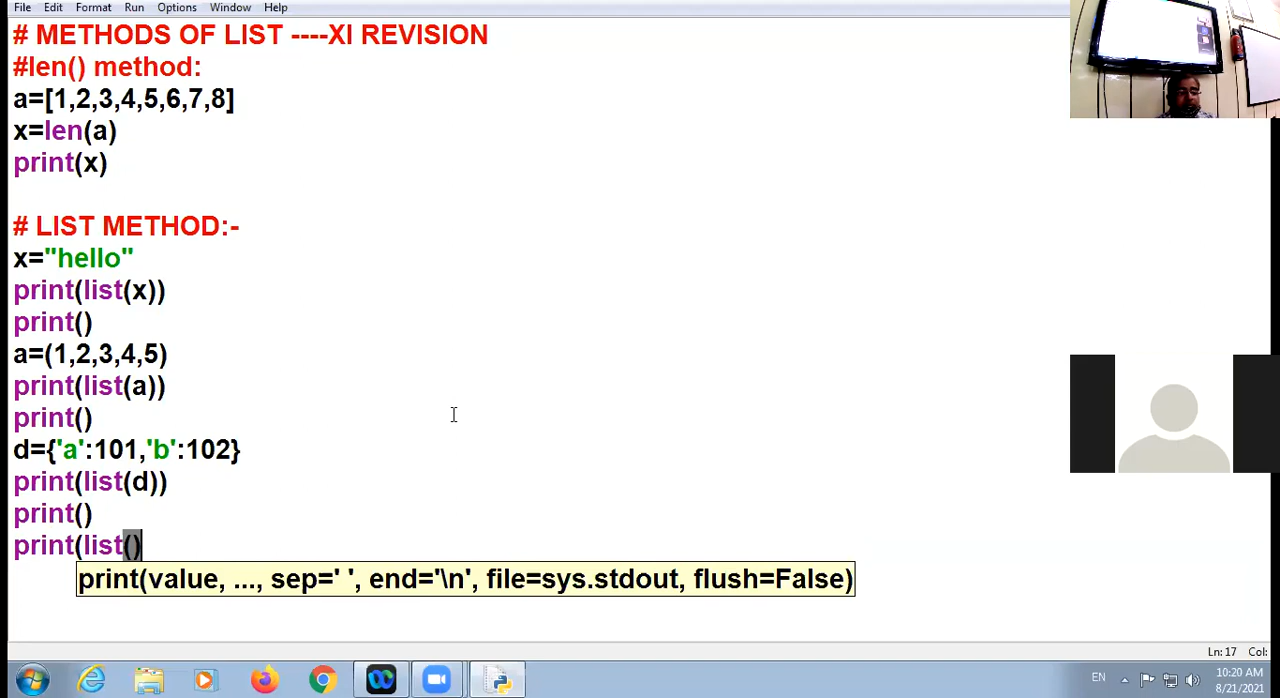 File Edit Format Run Options Window Help
# METHODS OF LIST ----XI REVISION
#len() method:
a=[1,2,3,4,5,6,7,8]
x=len(a)
print(x)
# LIST METHOD:-
x="hello"
print(list(x))
print()
a=(1,2,3,4,5)
print(list(a))
print()
d={'a':101,'b':102}
print(list(d))
print()
print(list()
print(value, ..., sep=' ', end='\n', file=sys.stdout, flush=False)
Ln: 17 Col:
EN
10:20 AM
8/21/2021